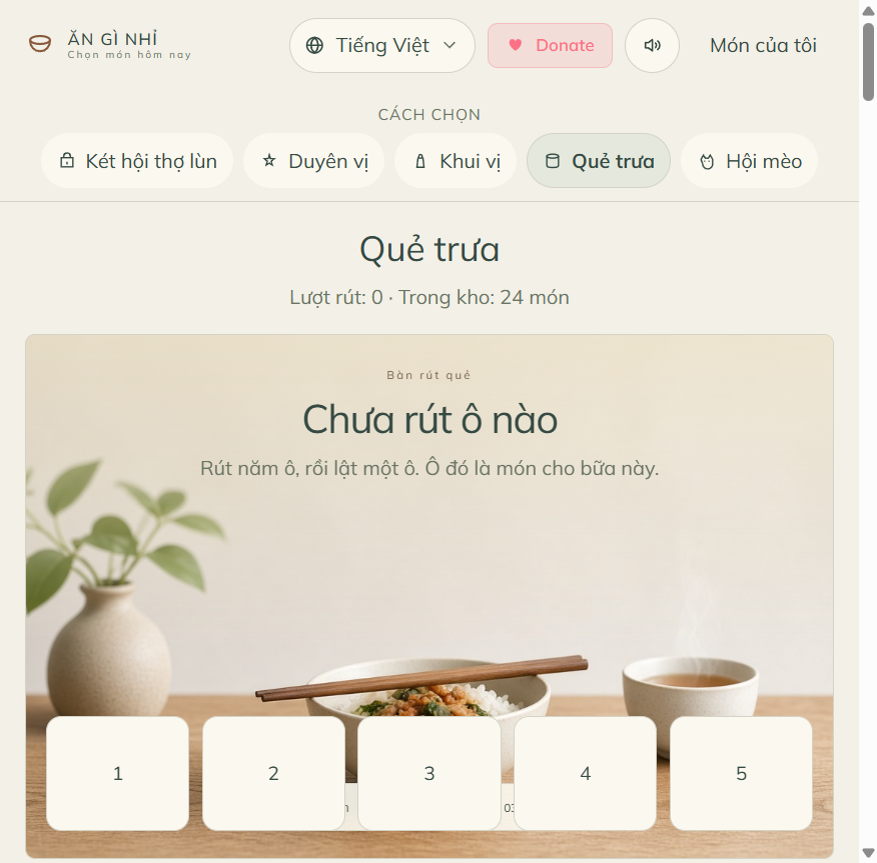 ĂN GÌ NHỈ
Chọn món hôm nay
Tiếng Việt
Donate
Món của tôi
CÁCH CHỌN
Két hội thợ lùn
Duyên vị
Khui vị
Quẻ trưa
Hội mèo
Quẻ trưa
Lượt rút: 0 · Trong kho: 24 món
Bàn rút quẻ
Chưa rút ô nào
Rút năm ô, rồi lật một ô. Ô đó là món cho bữa này.
1
2
3
4
5